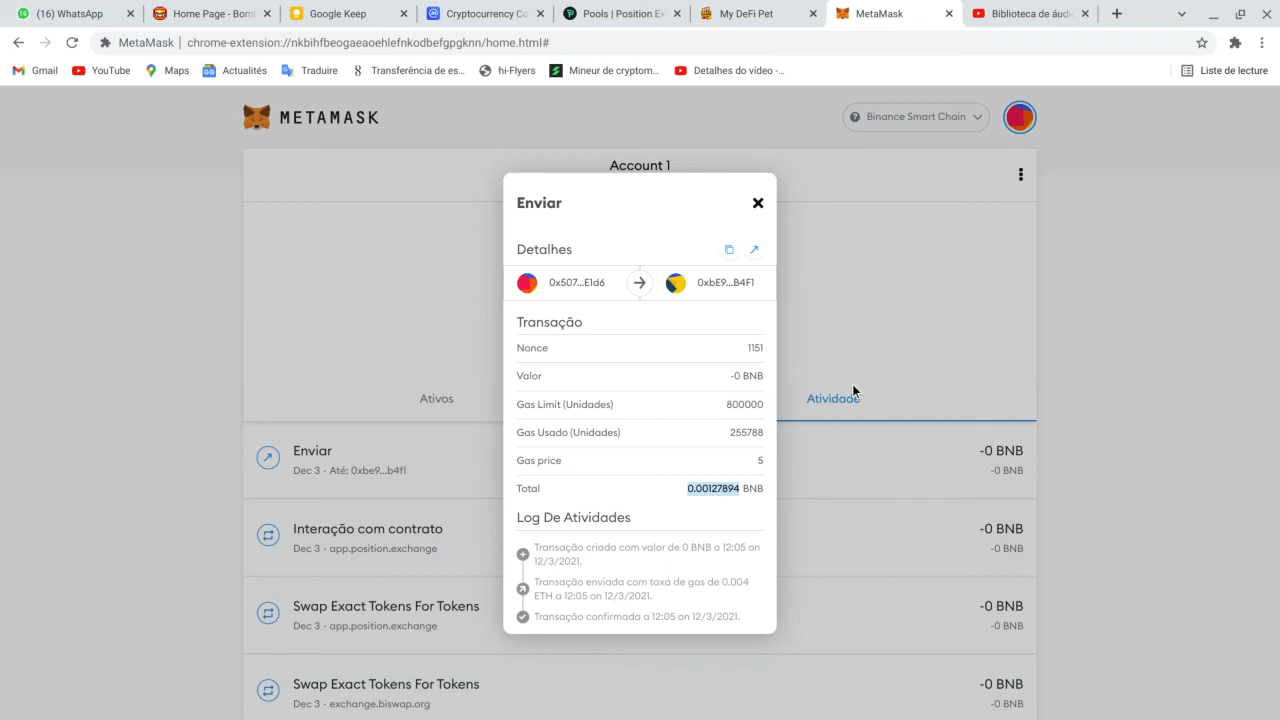 (16) WhatsApp
Home Page - Bom
Google Keep
Cryptocurrency Co
Pools | Position Ex
My DeFi Pet
MetaMask
Biblioteca de áudi
MetaMask
chrome-extension://nkbihfbeogaeaoehlefnkodbefgpgknn/home.html#
Gmail
YouTube
Maps
Actualités
Traduire
Transferência de es...
hi-Flyers
Mineur de cryptom...
Detalhes do vídeo -...
Liste de lecture
METAMASK
Binance Smart Chain
Account 1
Enviar
Detalhes
0x507...E1d6
0xbE9...B4F1
Transação
Nonce 1151
Valor -0 BNB
Gas Limit (Unidades) 800000
Gas Usado (Unidades) 255788
Gas price 5
Total 0.00127894 BNB
Log De Atividades
Transação criada com valor de 0 BNB a 12:05 on
12/3/2021.
Transação enviada com taxa de gas de 0.004
ETH a 12:05 on 12/3/2021.
Transação confirmada a 12:05 on 12/3/2021.
Ativos
Atividade
Enviar -0 BNB
Dec 3 · Até: 0xbe9...b4f1 -0 BNB
Interação com contrato -0 BNB
Dec 3 · app.position.exchange -0 BNB
Swap Exact Tokens For Tokens -0 BNB
Dec 3 · app.position.exchange -0 BNB
Swap Exact Tokens For Tokens -0 BNB
Dec 3 · exchange.biswap.org -0 BNB